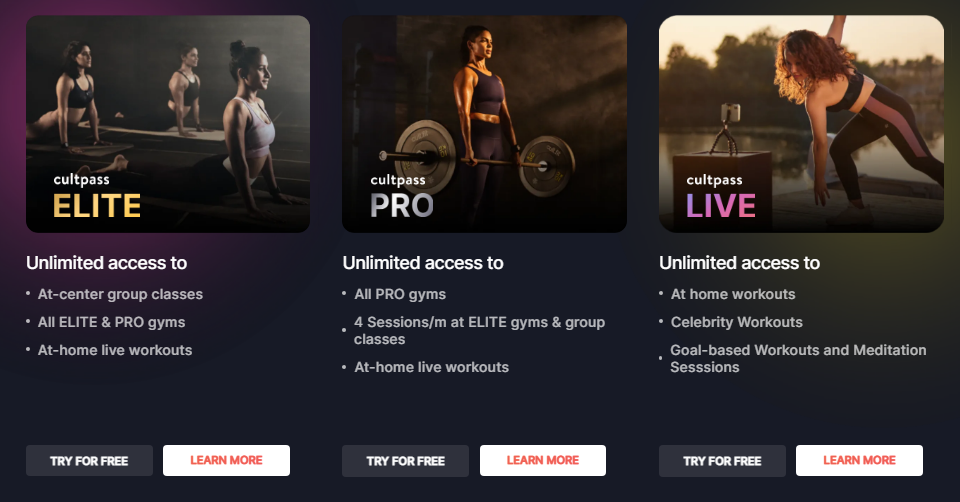 cultpass
ELITE
Unlimited access to
• At-center group classes
• All ELITE & PRO gyms
• At-home live workouts
TRY FOR FREE
LEARN MORE
cultpass
PRO
Unlimited access to
• All PRO gyms
• 4 Sessions/m at ELITE gyms & group
classes
• At-home live workouts
TRY FOR FREE
LEARN MORE
cultpass
LIVE
Unlimited access to
• At home workouts
• Celebrity Workouts
• Goal-based Workouts and Meditation
Sesssions
TRY FOR FREE
LEARN MORE